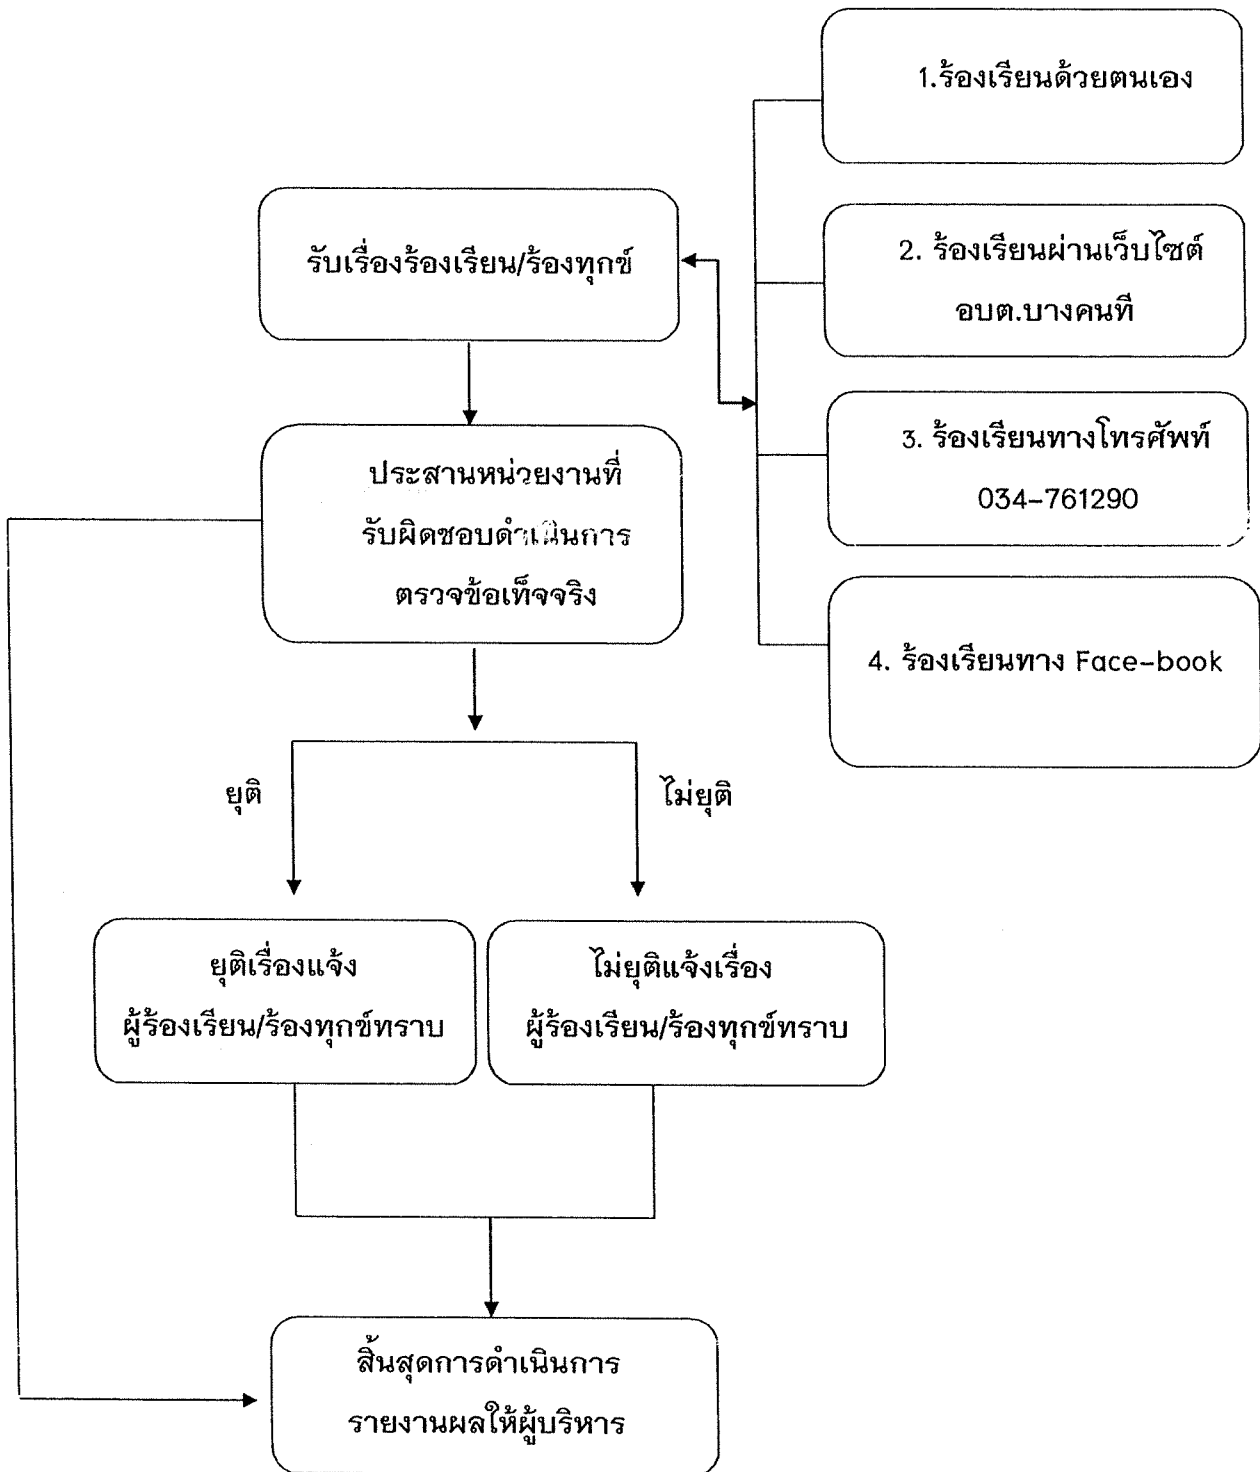 1.ร้องเรียนด้วยตนเอง
2. ร้องเรียนผ่านเว็บไซต์
อบต.บางคนที
3. ร้องเรียนทางโทรศัพท์
034-761290
4. ร้องเรียนทาง Face-book
รับเรื่องร้องเรียน/ร้องทุกข์
ประสานหน่วยงานที่
รับผิดชอบดำเนินการ
ตรวจข้อเท็จจริง
ยุติ
ไม่ยุติ
ยุติเรื่องแจ้ง
ผู้ร้องเรียน/ร้องทุกข์ทราบ
ไม่ยุติแจ้งเรื่อง
ผู้ร้องเรียน/ร้องทุกข์ทราบ
สิ้นสุดการดำเนินการ
รายงานผลให้ผู้บริหาร